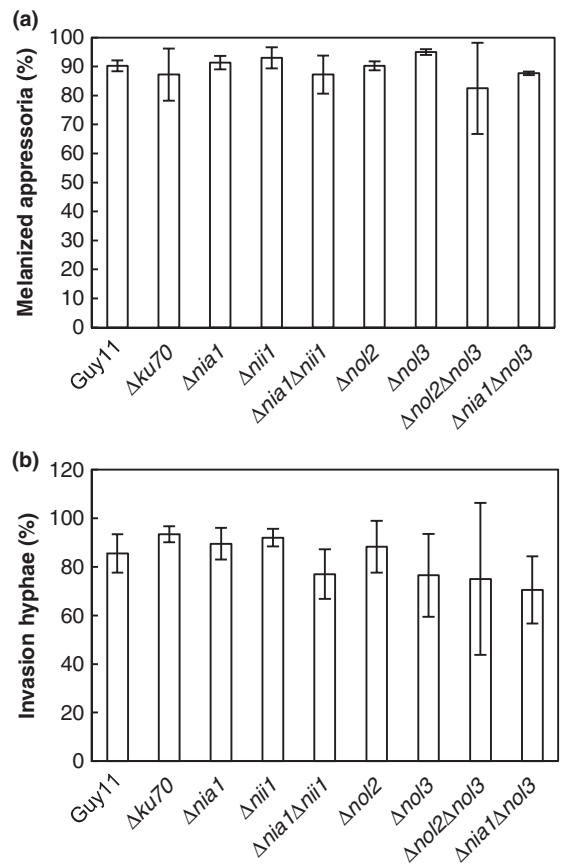 (a)
Melanized appressoria (%)
100
90
80
70
60
50
40
30
20
10
0
Guy11
Δku70
Δnia1
Δnii1
Δnia1Δnii1
Δnol2
Δnol3
Δnol2Δnol3
Δnia1Δnol3
(b)
Invasion hyphae (%)
120
100
80
60
40
20
0
Guy11
Δku70
Δnia1
Δnii1
Δnia1Δnii1
Δnol2
Δnol3
Δnol2Δnol3
Δnia1Δnol3